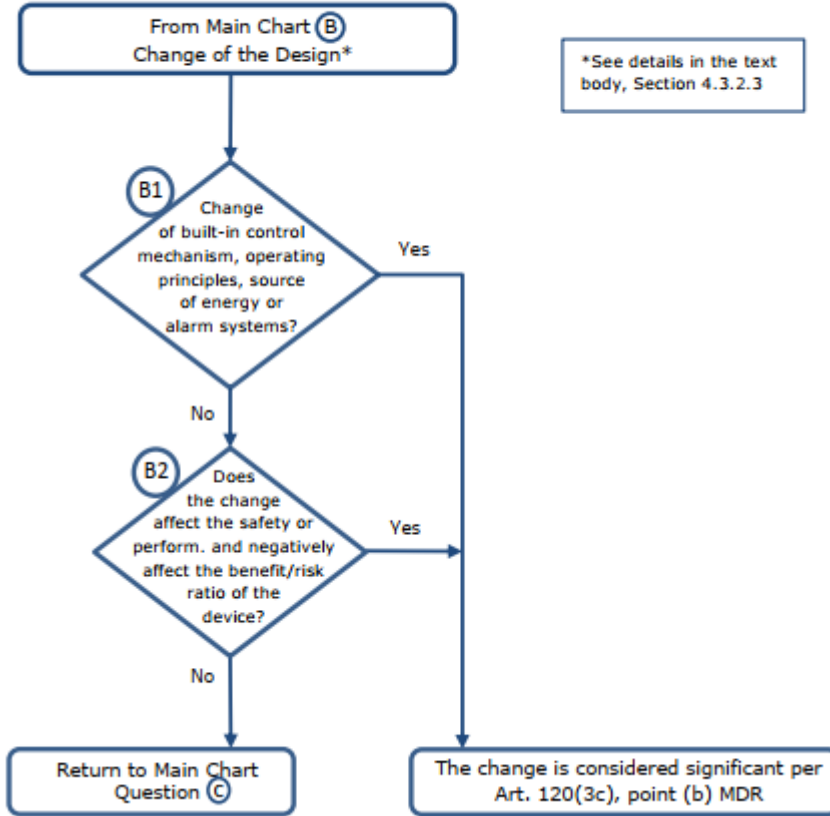 From Main Chart B
Change of the Design*
*See details in the text
body, Section 4.3.2.3
B1
Change
of built-in control
mechanism, operating
principles, source
of energy or
alarm systems?
Yes
No
B2
Does
the change
affect the safety or
perform. and negatively
affect the benefit/risk
ratio of the
device?
Yes
No
Return to Main Chart
Question C
The change is considered significant per
Art. 120(3c), point (b) MDR